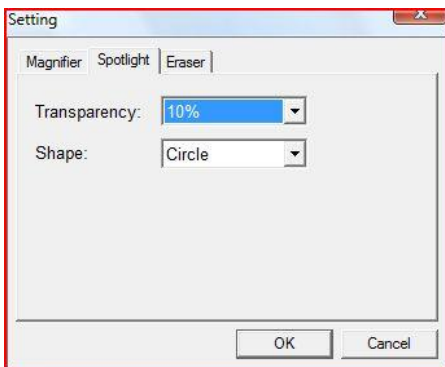 Setting
Magnifier Spotlight Eraser
Transparency: 10%
Shape: Circle
OK Cancel